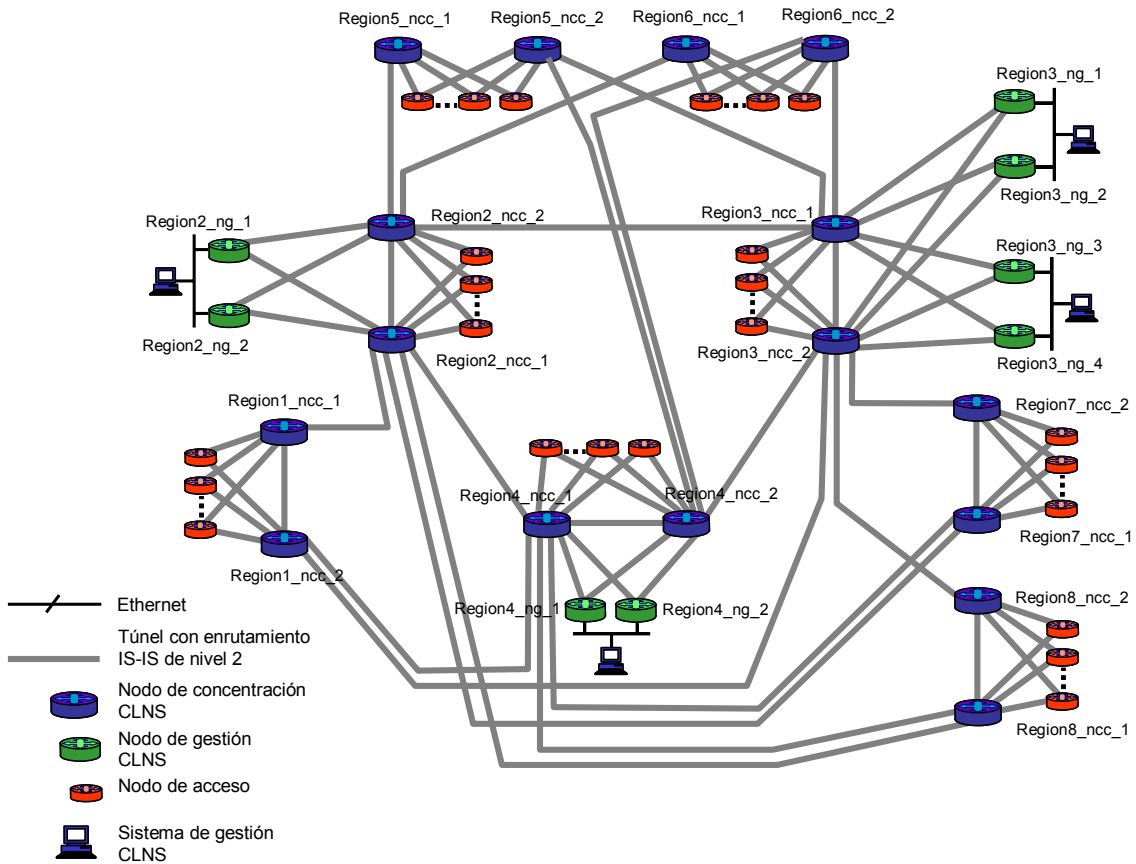 Region5_ncc_1
Region5_ncc_2
Region6_ncc_1
Region6_ncc_2
Region3_ng_1
Region3_ng_2
Region2_ng_1
Region2_ncc_2
Region3_ncc_1
Region3_ng_3
Region2_ng_2
Region2_ncc_1
Region3_ncc_2
Region3_ng_4
Region1_ncc_1
Region7_ncc_2
Region4_ncc_1
Region4_ncc_2
Region7_ncc_1
Region1_ncc_2
Region4_ng_1
Region4_ng_2
Region8_ncc_2
Region8_ncc_1
Ethernet
Túnel con enrutamiento
IS-IS de nivel 2
Nodo de concentración
CLNS
Nodo de gestión
CLNS
Nodo de acceso
Sistema de gestión
CLNS